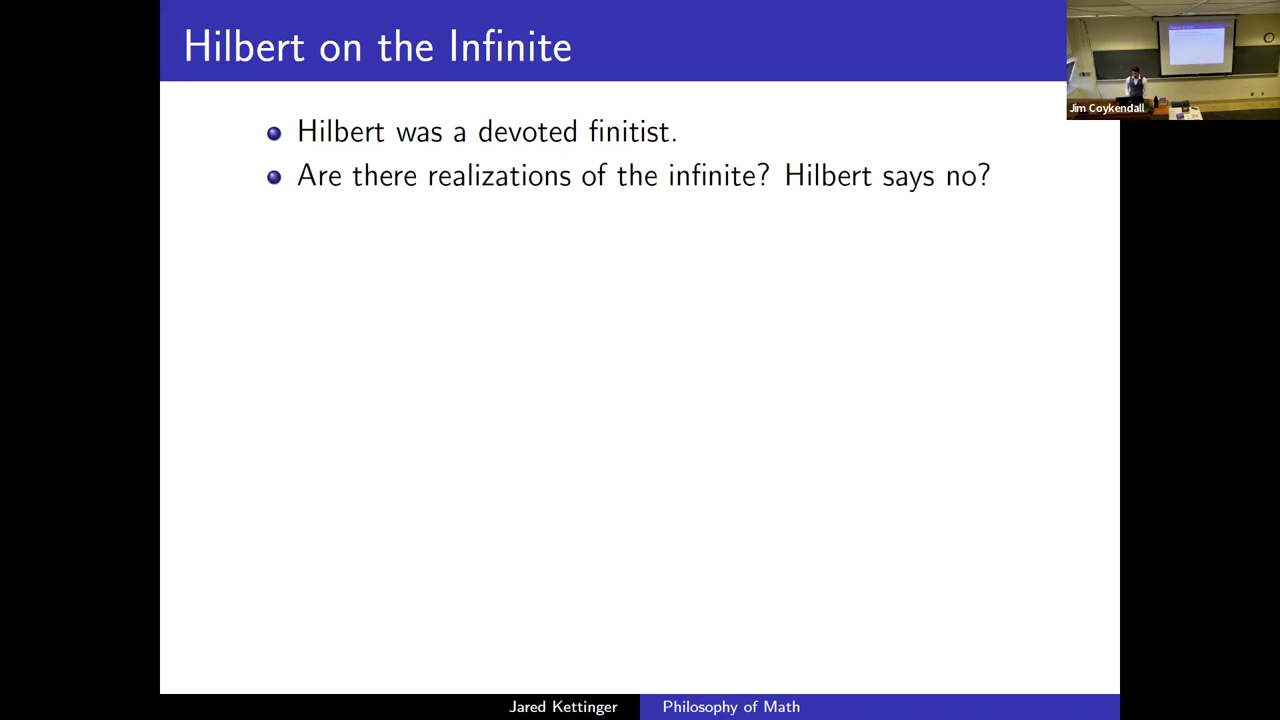 Hilbert on the Infinite
Jim Coykendall
Hilbert was a devoted finitist.
Are there realizations of the infinite? Hilbert says no?
Jared Kettinger
Philosophy of Math